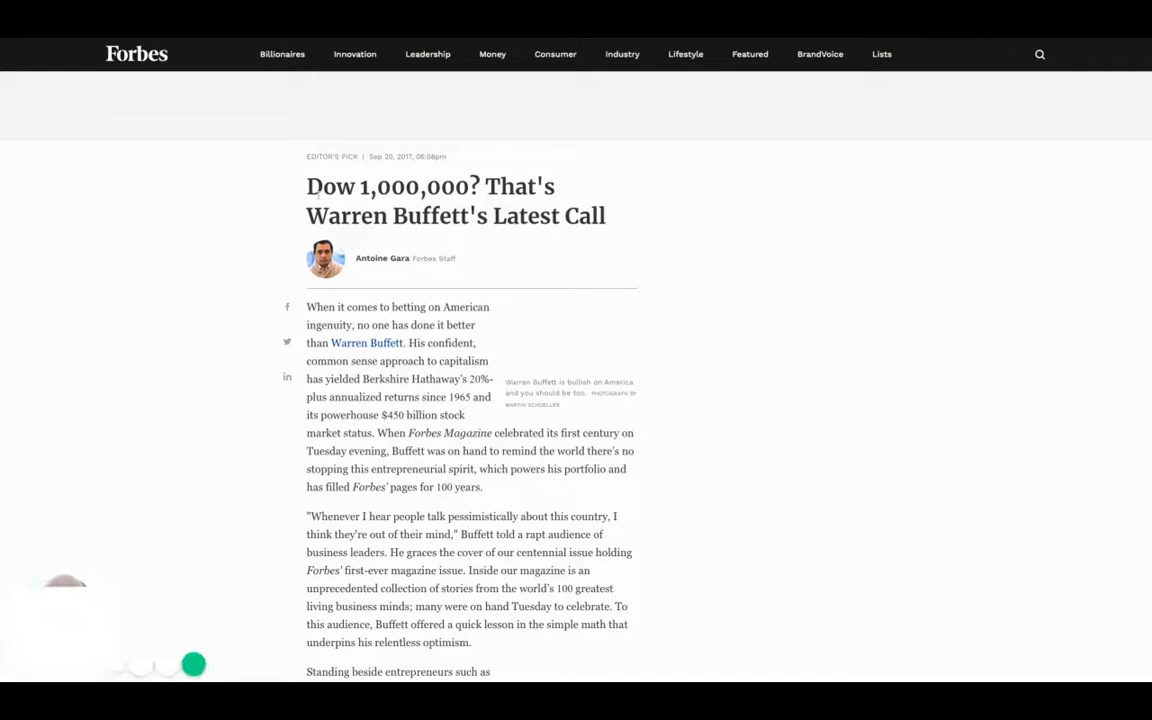 Forbes
Billionaires Innovation Leadership Money Consumer Industry Lifestyle Featured BrandVoice Lists
EDITOR'S PICK | Sep 20, 2017, 06:08pm
Dow 1,000,000? That's
Warren Buffett's Latest Call
Antoine Gara Forbes Staff
When it comes to betting on American
ingenuity, no one has done it better
than Warren Buffett. His confident,
common sense approach to capitalism
has yielded Berkshire Hathaway's 20%-
plus annualized returns since 1965 and
its powerhouse $450 billion stock
Warren Buffett is bullish on America
and you should be too. PHOTOGRAPH BY
MARTIN SCHOELLER
market status. When Forbes Magazine celebrated its first century on
Tuesday evening, Buffett was on hand to remind the world there's no
stopping this entrepreneurial spirit, which powers his portfolio and
has filled Forbes' pages for 100 years.
"Whenever I hear people talk pessimistically about this country, I
think they're out of their mind," Buffett told a rapt audience of
business leaders. He graces the cover of our centennial issue holding
Forbes' first-ever magazine issue. Inside our magazine is an
unprecedented collection of stories from the world's 100 greatest
living business minds; many were on hand Tuesday to celebrate. To
this audience, Buffett offered a quick lesson in the simple math that
underpins his relentless optimism.
Standing beside entrepreneurs such as